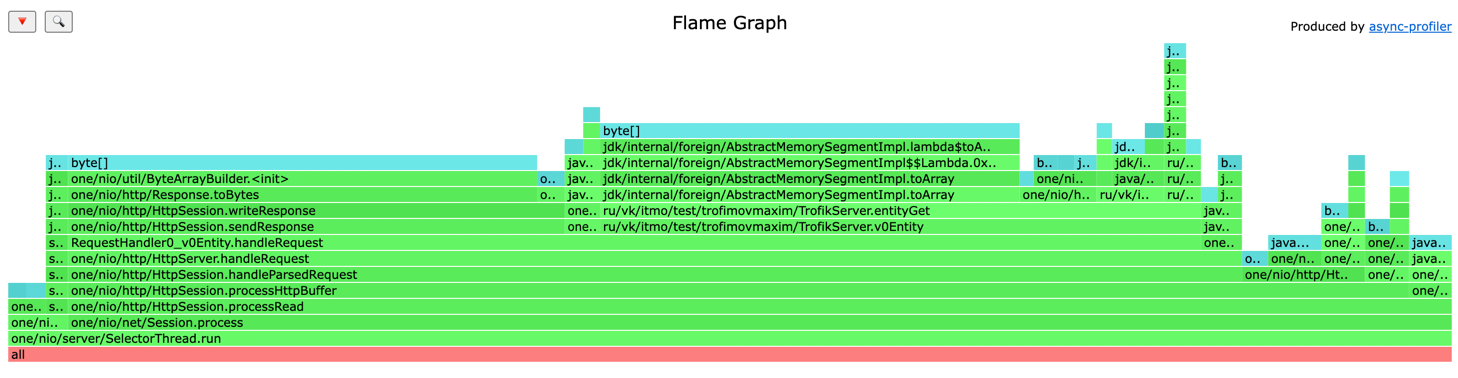 🔻 🔍 Flame Graph Produced by async-profiler
j..
j..
j..
j..
j..
byte[] j..
jdk/internal/foreign/AbstractMemorySegmentImpl.lambda$toA.. jd.. j..
j.. byte[] jav.. jdk/internal/foreign/AbstractMemorySegmentImpl$$Lambda.0x.. b.. j.. jdk/i.. ru/.. b..
j.. one/nio/util/ByteArrayBuilder.<init> o.. jav.. jdk/internal/foreign/AbstractMemorySegmentImpl.toArray one/ni.. java/.. ru/.. j..
j.. one/nio/http/Response.toBytes o.. jav.. jdk/internal/foreign/AbstractMemorySegmentImpl.toArray one/nio/h.. ru/vk/i.. ru/.. j..
j.. one/nio/http/HttpSession.writeResponse one.. ru/vk/itmo/test/trofimovmaxim/TrofikServer.entityGet jav.. b..
j.. one/nio/http/HttpSession.sendResponse one.. ru/vk/itmo/test/trofimovmaxim/TrofikServer.v0Entity jav.. one/.. b..
s.. RequestHandler0_v0Entity.handleRequest one.. java... one/.. one/.. java..
s.. one/nio/http/HttpServer.handleRequest o.. one/n.. one/.. one/.. java..
s.. one/nio/http/HttpSession.handleParsedRequest one/nio/http/Ht.. one/.. one/..
s.. one/nio/http/HttpSession.processHttpBuffer one/..
one.. s.. one/nio/http/HttpSession.processRead
one/ni.. one/nio/net/Session.process
one/nio/server/SelectorThread.run
all